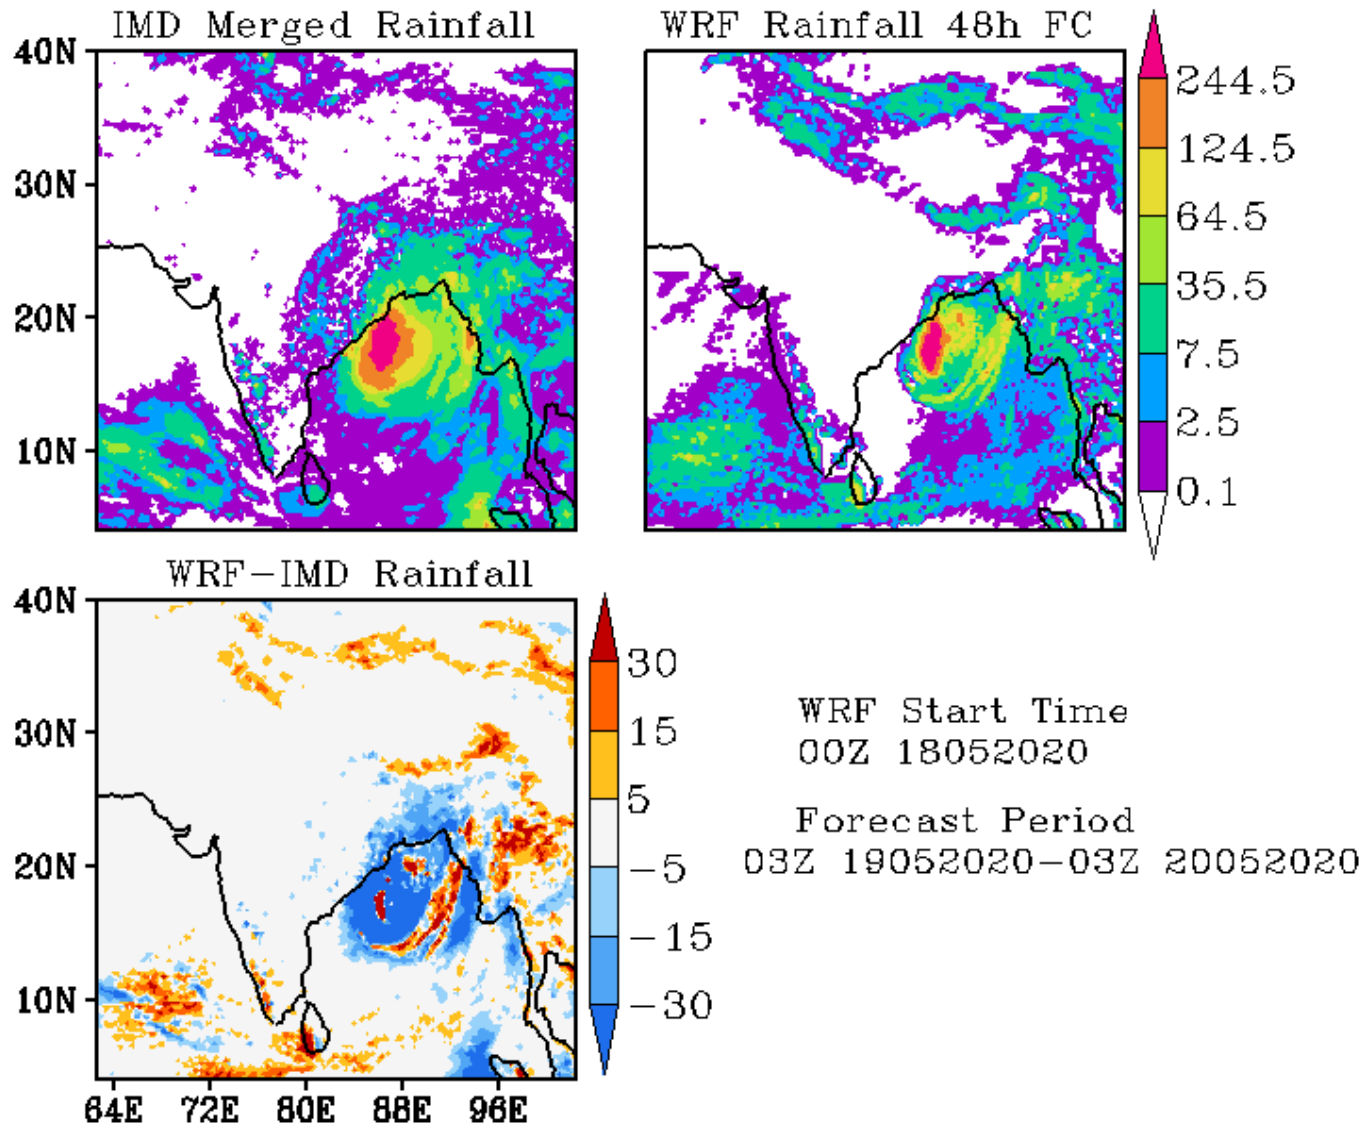 IMD Merged Rainfall
WRF Rainfall 48h FC
40N
30N
20N
10N
244.5
124.5
64.5
35.5
7.5
2.5
0.1
WRF-IMD Rainfall
40N
30N
20N
10N
64E 72E 80E 88E 96E
30
15
5
-5
-15
-30
WRF Start Time
00Z 18052020
Forecast Period
03Z 19052020-03Z 20052020